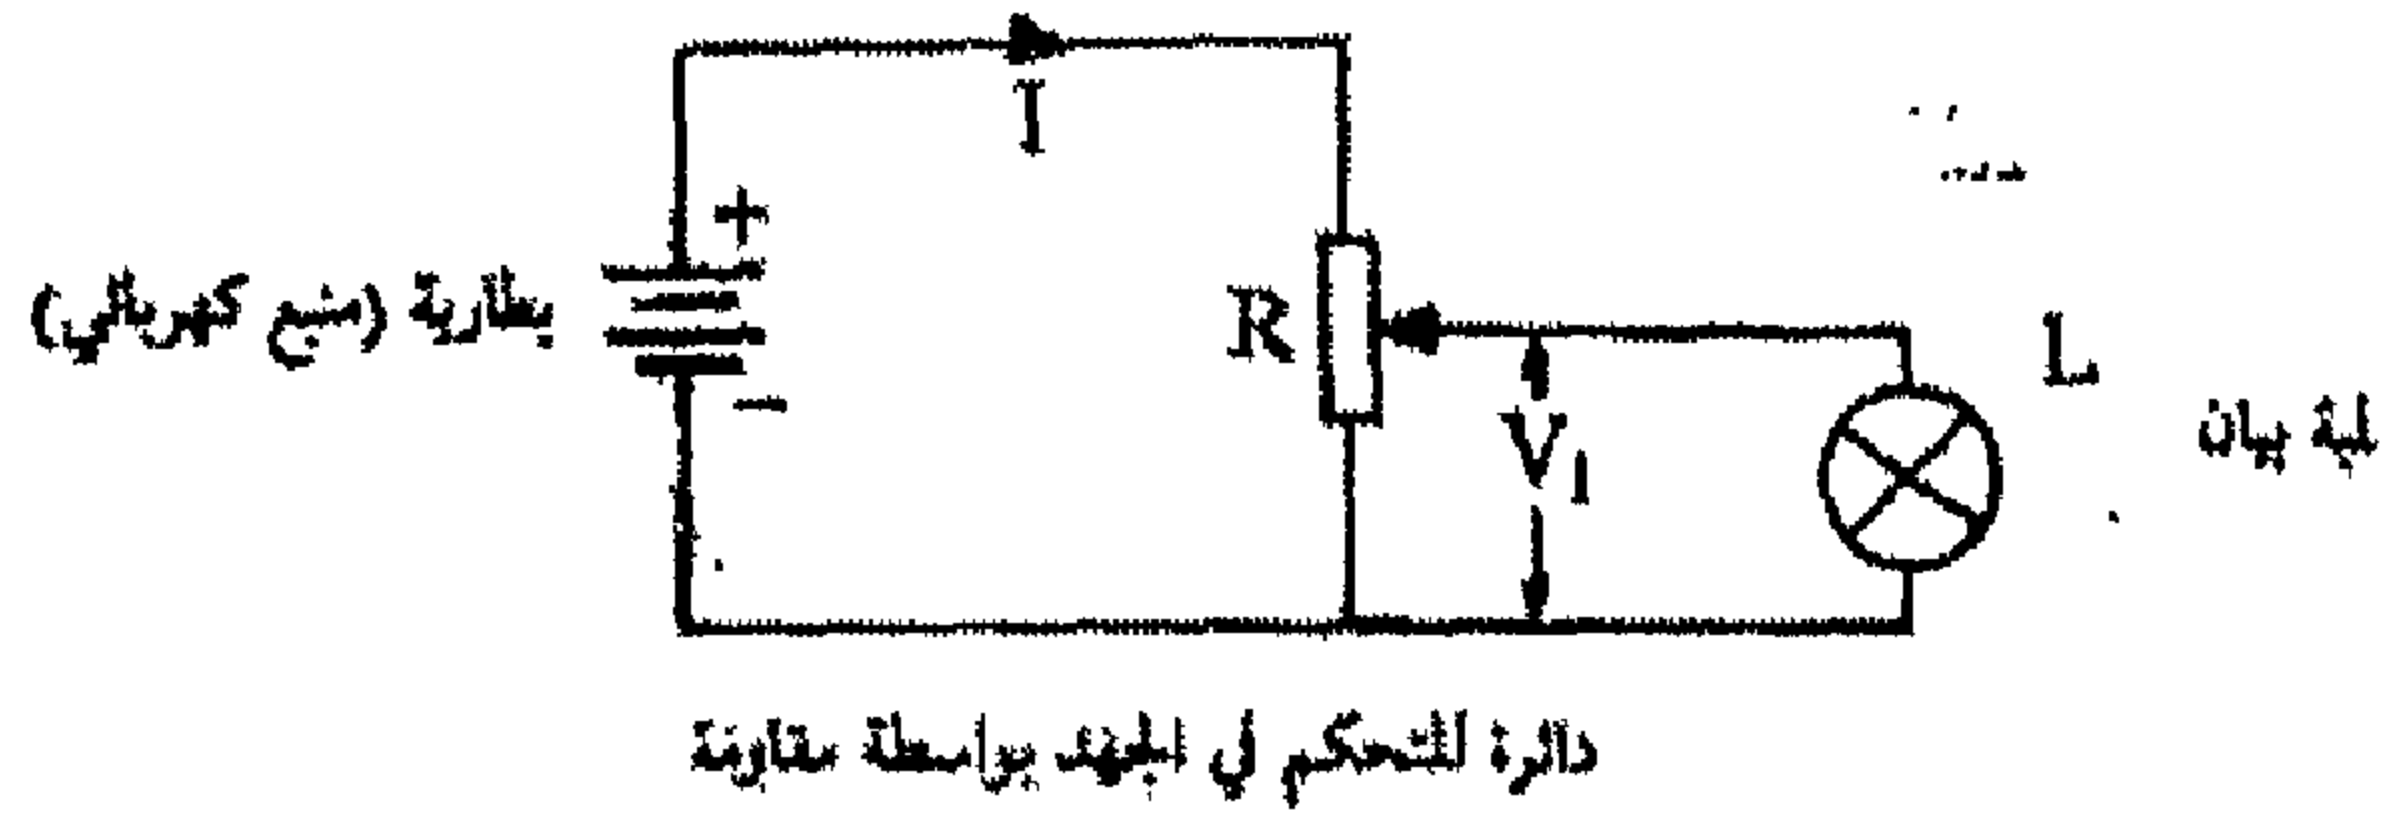 I
+
بطارية (منبع كهربائي)
R
L
−
V1
لمبة بيان
دائرة للتحكم في الجهد بواسطة مقاومة